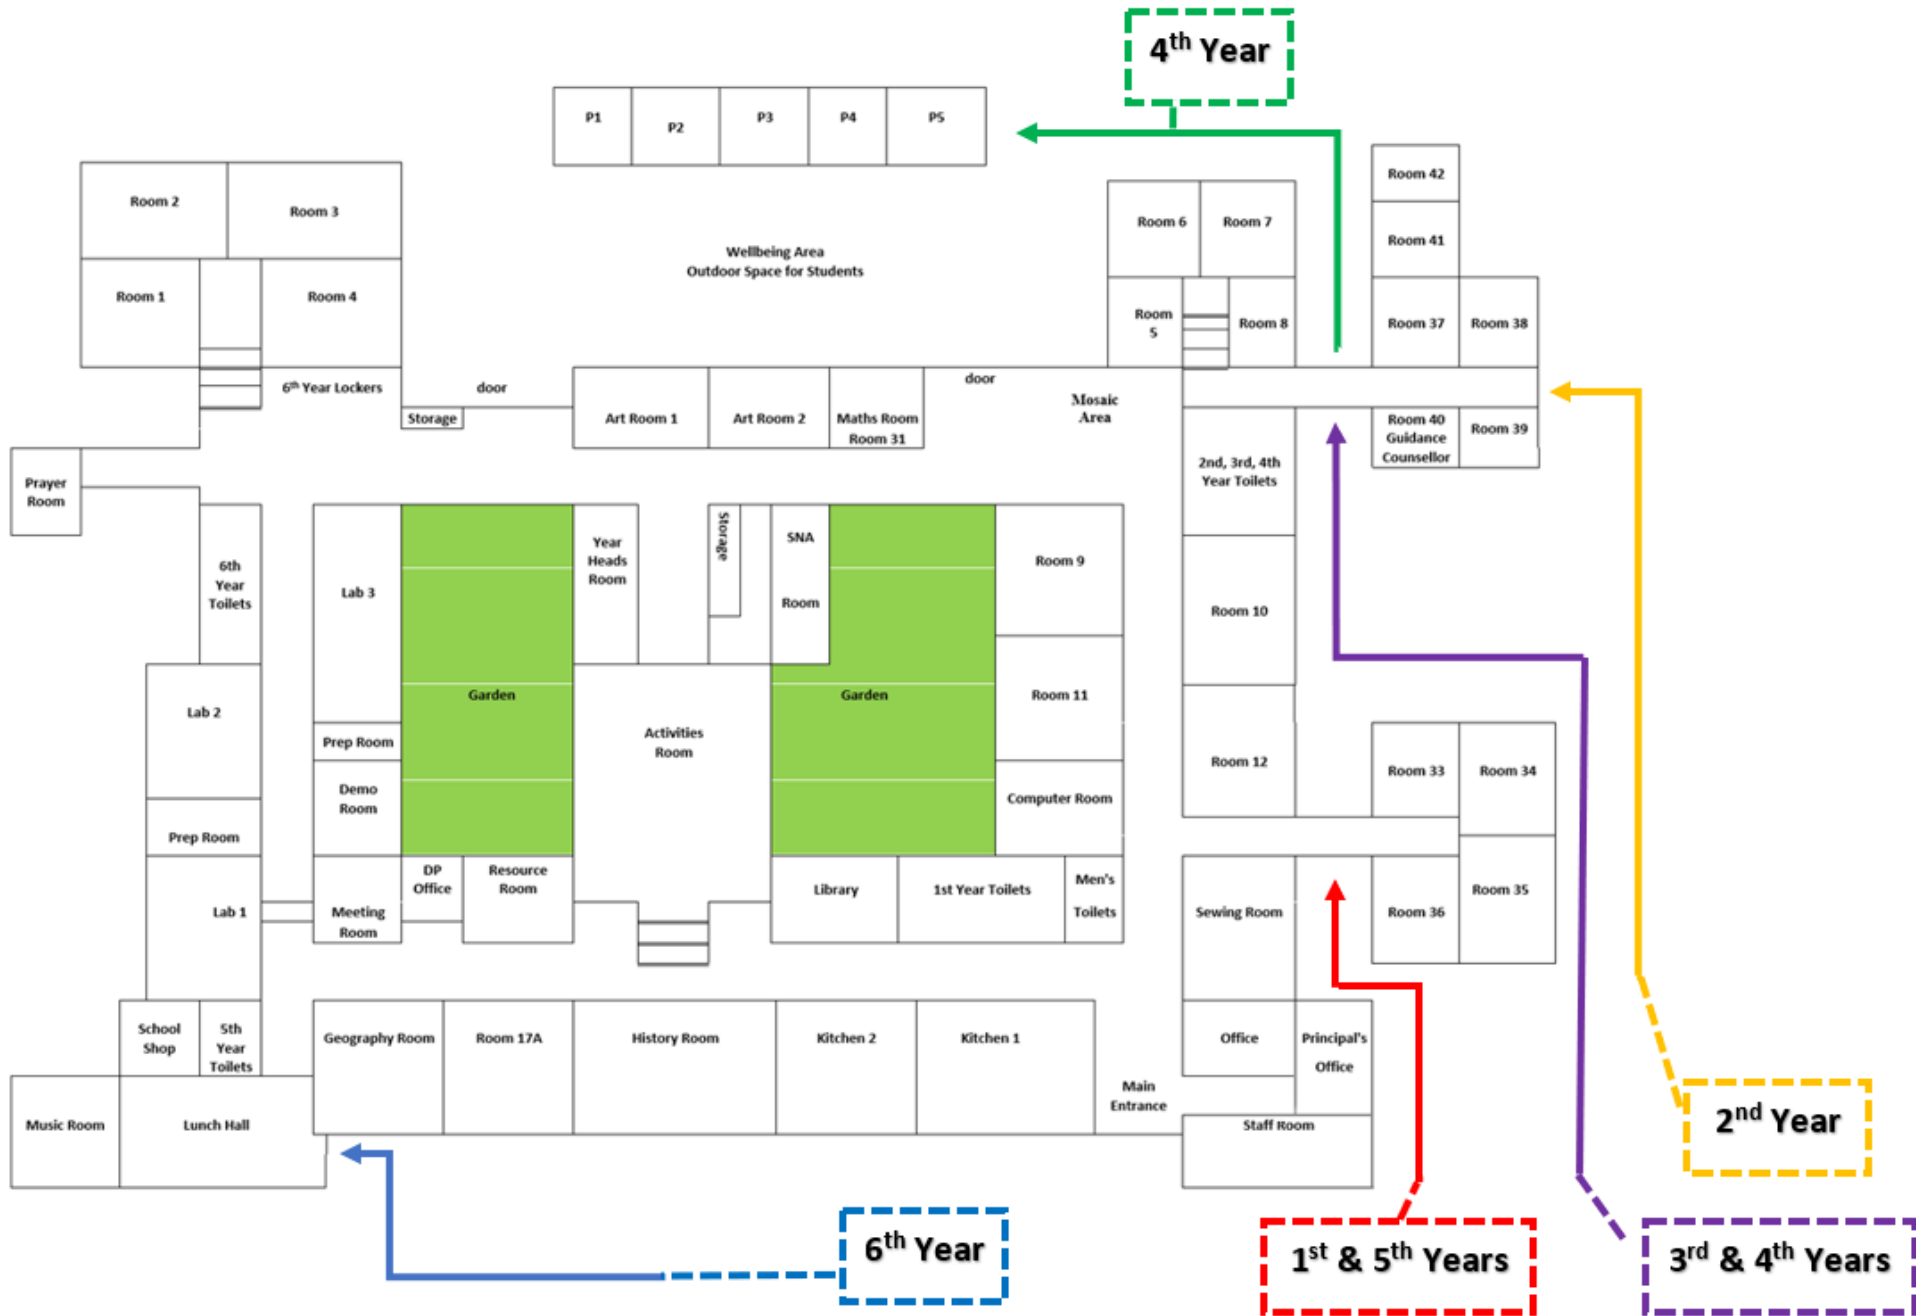 4th Year
P1
P2
P3
P4
P5
Room 42
Room 2
Room 3
Room 6
Room 7
Room 41
Wellbeing Area
Outdoor Space for Students
Room 1
Room 4
Room
5
Room 8
Room 37
Room 38
6th Year Lockers
door
door
Mosaic
Area
Storage
Art Room 1
Art Room 2
Maths Room
Room 31
Room 40
Guidance
Counsellor
Room 39
Prayer
Room
2nd, 3rd, 4th
Year Toilets
6th
Year
Toilets
Lab 3
Year
Heads
Room
Storage
SNA
Room
Room 9
Room 10
Lab 2
Garden
Activities
Room
Garden
Room 11
Prep Room
Demo
Room
Computer Room
Room 12
Room 33
Room 34
Prep Room
DP
Office
Resource
Room
Library
1st Year Toilets
Men's
Toilets
Lab 1
Meeting
Room
Sewing Room
Room 36
Room 35
School
Shop
5th
Year
Toilets
Geography Room
Room 17A
History Room
Kitchen 2
Kitchen 1
Office
Principal's
Office
Main
Entrance
Music Room
Lunch Hall
Staff Room
2nd Year
6th Year
1st & 5th Years
3rd & 4th Years